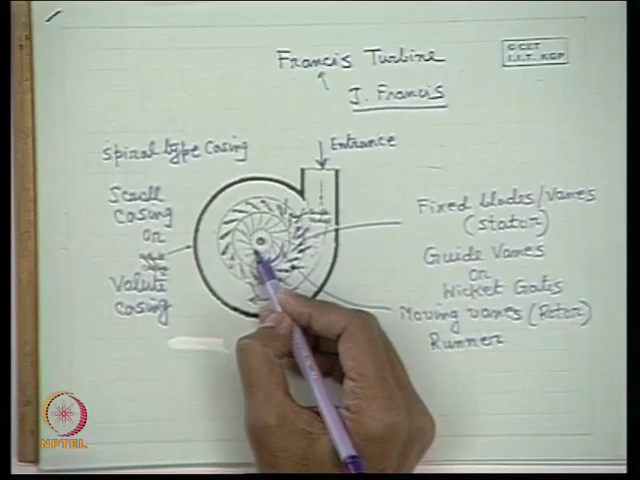 Francis Turbine
© CET
I.I.T. KGP
J. Francis
Entrance
Spiral type Casing
Scroll
Casing
or
Valute
Casing
Fixed blades/Vanes
(stator)
Guide Vanes
or
Wicket Gates
Moving vanes (Rotor)
Runner
NPTEL